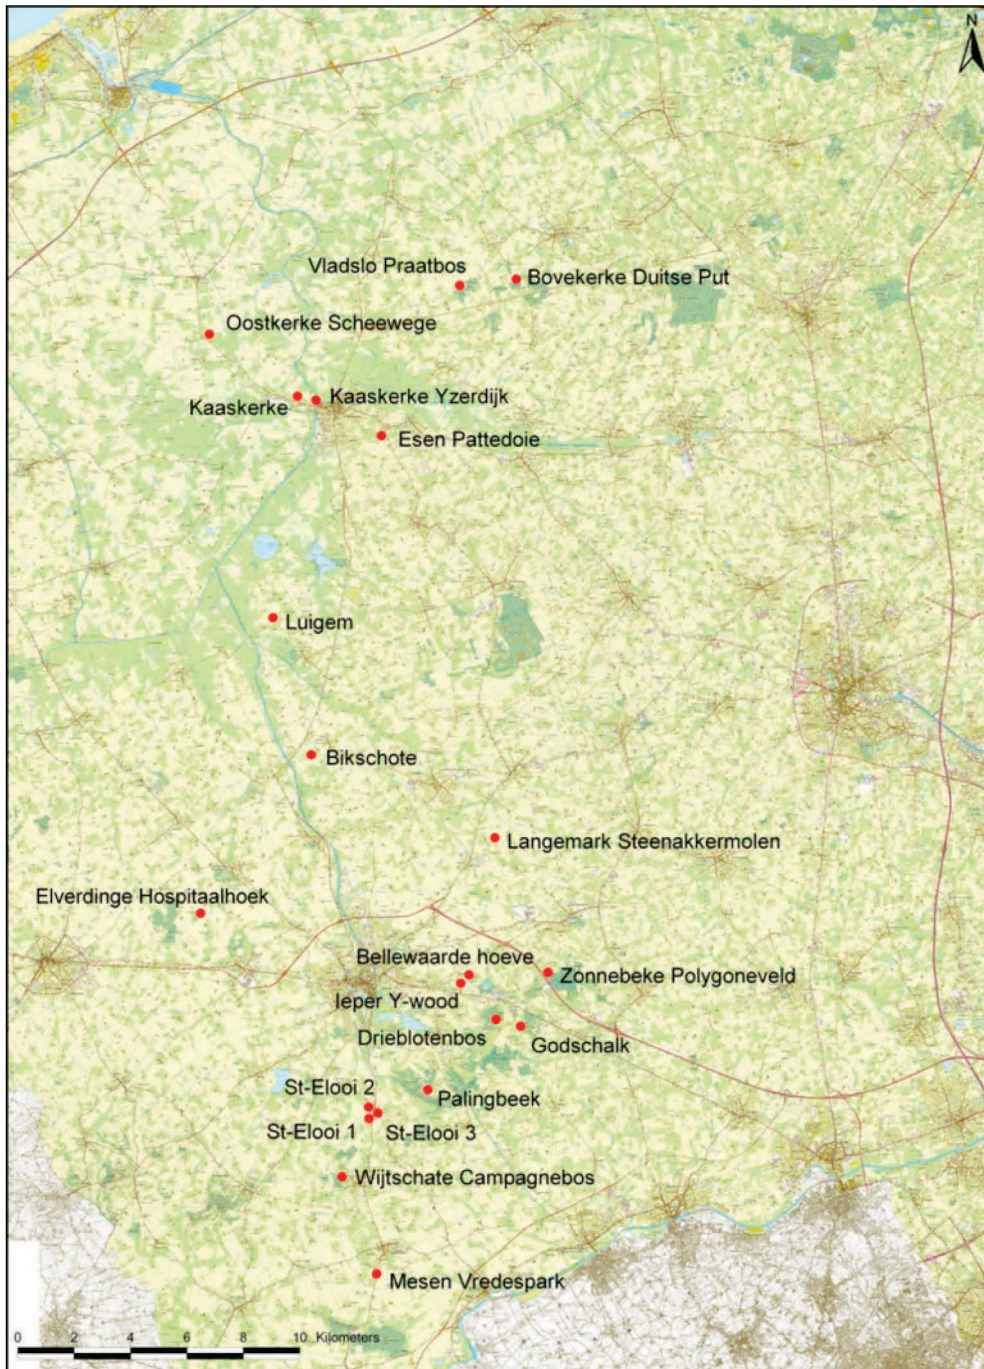 N
Vladslo Praatbos
Bovekerke Duitse Put
Oostkerke Scheewege
Kaaskerke
Kaaskerke Yzerdijk
Esen Pattedoie
Luigem
Bikschote
Langemark Steenakkermolen
Elverdinge Hospitaalhoek
Bellewaarde hoeve
Zonnebeke Polygoneveld
Ieper Y-wood
Drieblotenbos
Godschalk
St-Elooi 2
Palingbeek
St-Elooi 1
St-Elooi 3
Wijtschate Campagnebos
Mesen Vredespark
0 2 4 6 8 10 Kilometers